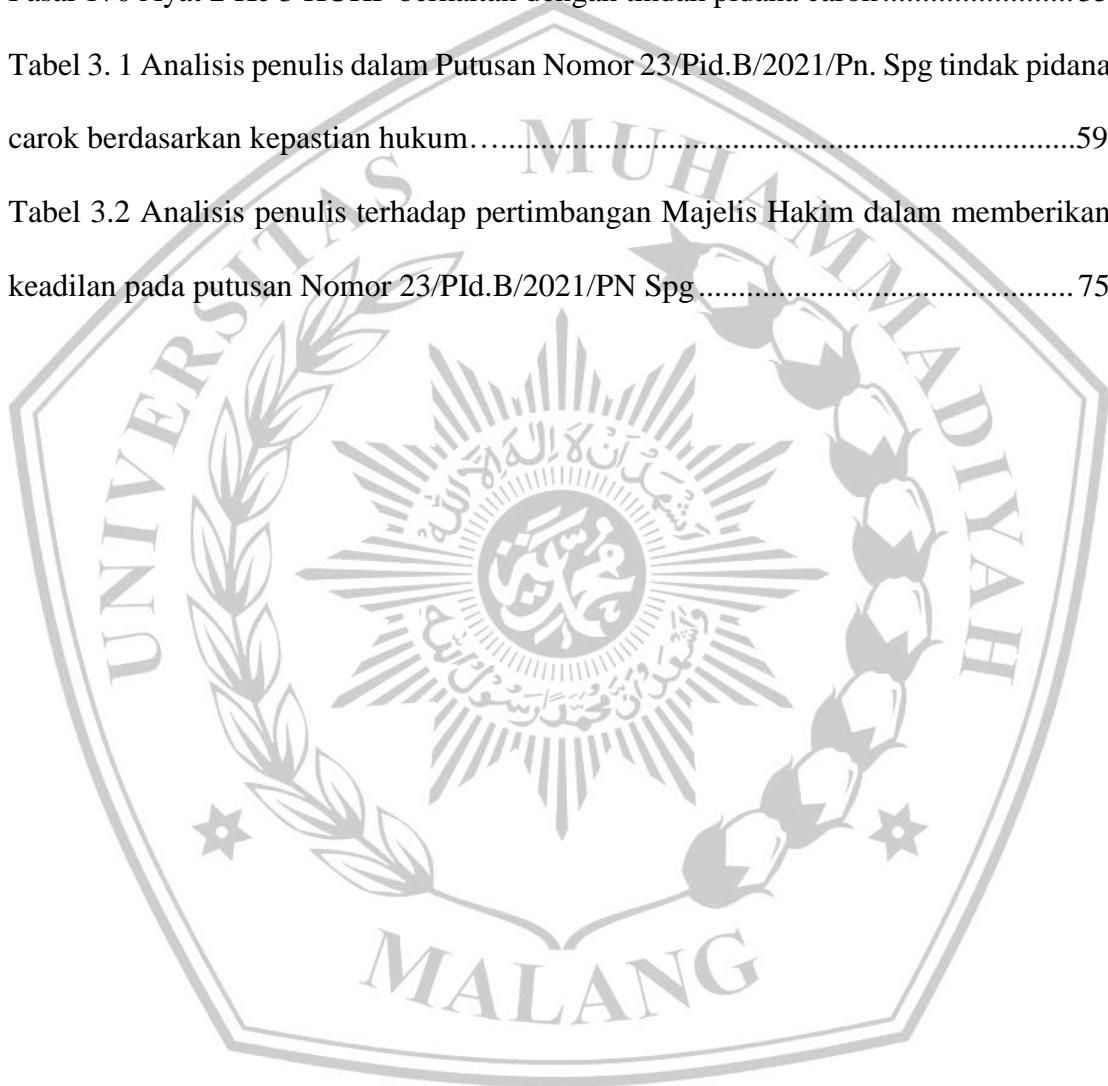 Tabel 3. 1 Analisis penulis dalam Putusan Nomor 23/Pid.B/2021/Pn. Spg tindak pidana
carok berdasarkan kepastian hukum…..........................................................................59
Tabel 3.2 Analisis penulis terhadap pertimbangan Majelis Hakim dalam memberikan
keadilan pada putusan Nomor 23/PId.B/2021/PN Spg.............................................. 75
UNIVERSITAS MUHAMMADIYAH
MALANG